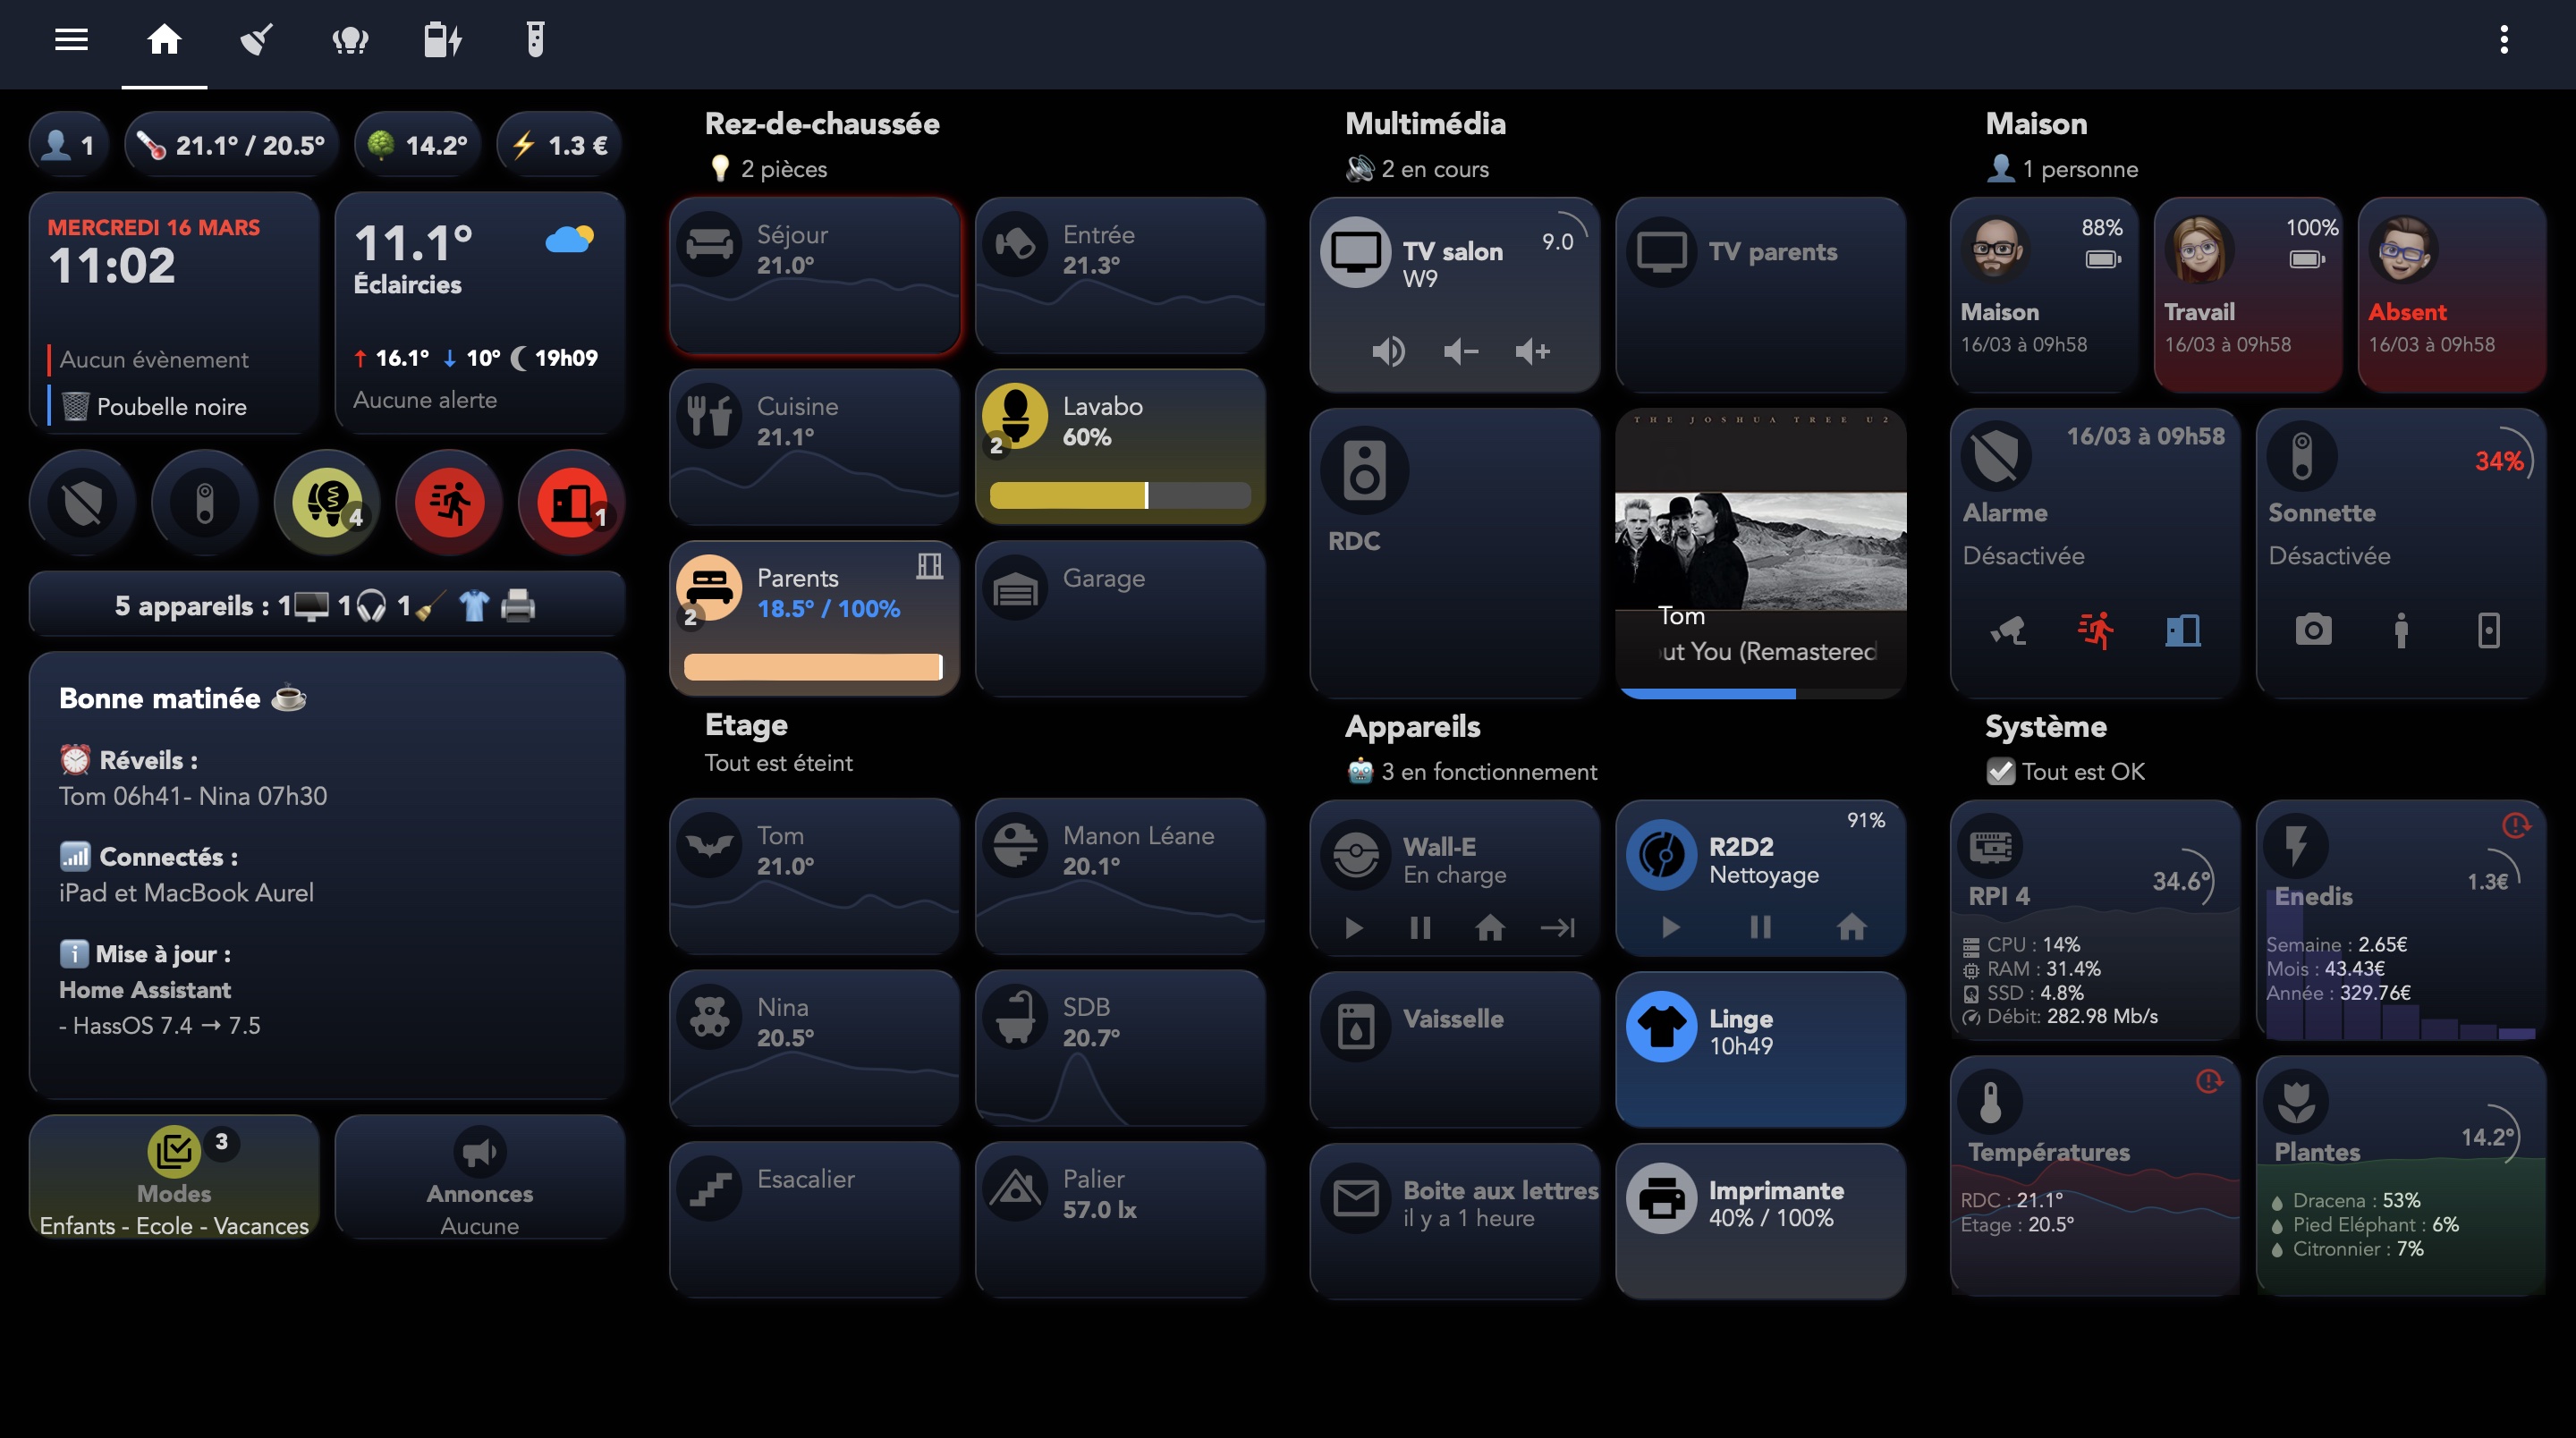 1
21.1° / 20.5°
14.2°
1.3 €
MERCREDI 16 MARS
11:02
Aucun évènement
Poubelle noire
11.1°
Éclaircies
↑ 16.1° ↓ 10° 19h09
Aucune alerte
4
1
5 appareils : 1 1 1
Bonne matinée
Réveils :
Tom 06h41- Nina 07h30
Connectés :
iPad et MacBook Aurel
Mise à jour :
Home Assistant
- HassOS 7.4 → 7.5
3
Modes
Enfants - Ecole - Vacances
Annonces
Aucune
Rez-de-chaussée
2 pièces
Séjour
21.0°
Entrée
21.3°
Cuisine
21.1°
2
Lavabo
60%
2
Parents
18.5° / 100%
Garage
Etage
Tout est éteint
Tom
21.0°
Manon Léane
20.1°
Nina
20.5°
SDB
20.7°
Esacalier
Palier
57.0 lx
Multimédia
2 en cours
TV salon
W9
9.0
TV parents
RDC
THE JOSHUA TREE U2
Tom
ut You (Remastered
Appareils
3 en fonctionnement
Wall-E
En charge
91%
R2D2
Nettoyage
Vaisselle
Linge
10h49
Boite aux lettres
il y a 1 heure
Imprimante
40% / 100%
Maison
1 personne
88%
Maison
16/03 à 09h58
100%
Travail
16/03 à 09h58
Absent
16/03 à 09h58
16/03 à 09h58
Alarme
Désactivée
34%
Sonnette
Désactivée
Système
Tout est OK
RPI 4
34.6°
CPU : 14%
RAM : 31.4%
SSD : 4.8%
Débit: 282.98 Mb/s
Enedis
1.3€
Semaine : 2.65€
Mois : 43.43€
Année : 329.76€
Températures
RDC : 21.1°
Etage : 20.5°
Plantes
14.2°
Dracena : 53%
Pied Eléphant : 6%
Citronnier : 7%